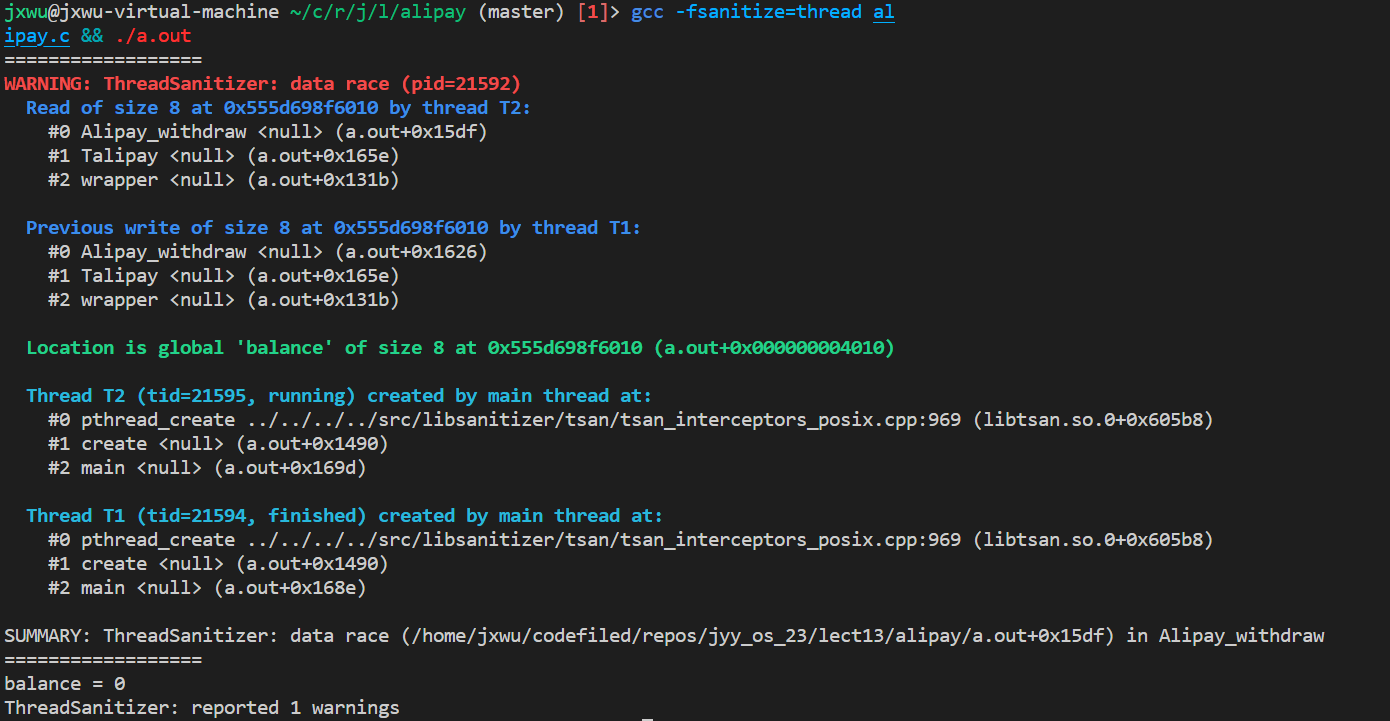 jxwu@jxwu-virtual-machine ~/c/r/j/l/alipay (master) [1]> gcc -fsanitize=thread al
ipay.c && ./a.out
==================
WARNING: ThreadSanitizer: data race (pid=21592)
  Read of size 8 at 0x555d698f6010 by thread T2:
    #0 Alipay_withdraw <null> (a.out+0x15df)
    #1 Talipay <null> (a.out+0x165e)
    #2 wrapper <null> (a.out+0x131b)

  Previous write of size 8 at 0x555d698f6010 by thread T1:
    #0 Alipay_withdraw <null> (a.out+0x1626)
    #1 Talipay <null> (a.out+0x165e)
    #2 wrapper <null> (a.out+0x131b)

  Location is global 'balance' of size 8 at 0x555d698f6010 (a.out+0x000000004010)

  Thread T2 (tid=21595, running) created by main thread at:
    #0 pthread_create ../../../../src/libsanitizer/tsan/tsan_interceptors_posix.cpp:969 (libtsan.so.0+0x605b8)
    #1 create <null> (a.out+0x1490)
    #2 main <null> (a.out+0x169d)

  Thread T1 (tid=21594, finished) created by main thread at:
    #0 pthread_create ../../../../src/libsanitizer/tsan/tsan_interceptors_posix.cpp:969 (libtsan.so.0+0x605b8)
    #1 create <null> (a.out+0x1490)
    #2 main <null> (a.out+0x168e)

SUMMARY: ThreadSanitizer: data race (/home/jxwu/codefiled/repos/jyy_os_23/lect13/alipay/a.out+0x15df) in Alipay_withdraw
==================
balance = 0
ThreadSanitizer: reported 1 warnings